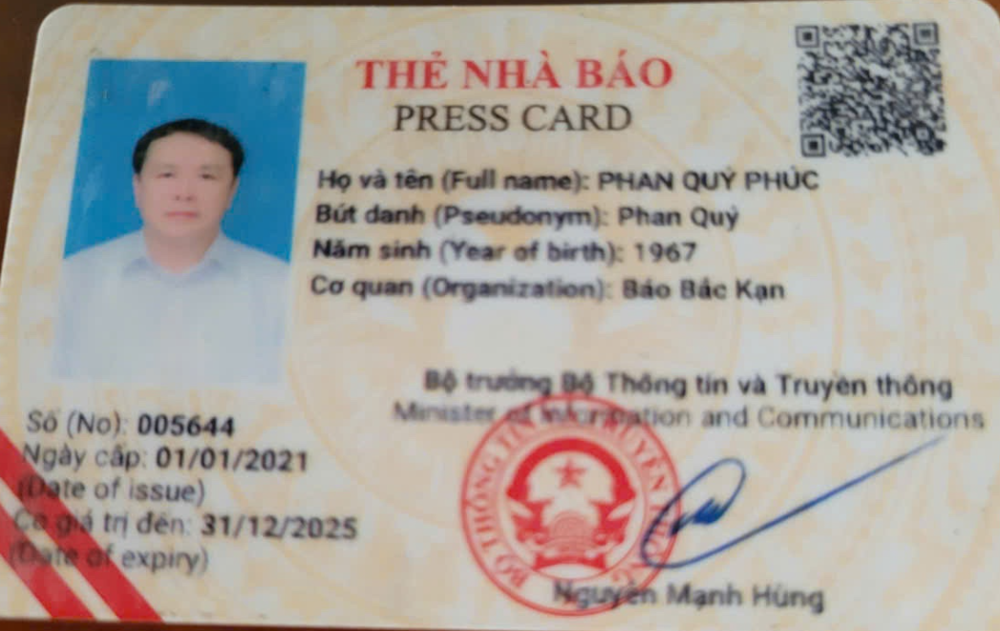 THẺ NHÀ BÁO
PRESS CARD
Họ và tên (Full name): PHAN QUÝ PHÚC
Bút danh (Pseudonym): Phan Quý
Năm sinh (Year of birth): 1967
Cơ quan (Organization): Báo Bắc Kạn
Bộ trưởng Bộ Thông tin và Truyền thông
Minister of Information and Communications
Số (No): 005644
Ngày cấp: 01/01/2021
(Date of issue)
Có giá trị đến: 31/12/2025
(Date of expiry)
BỘ THÔNG TIN VÀ TRUYỀN THÔNG
Nguyễn Mạnh Hùng